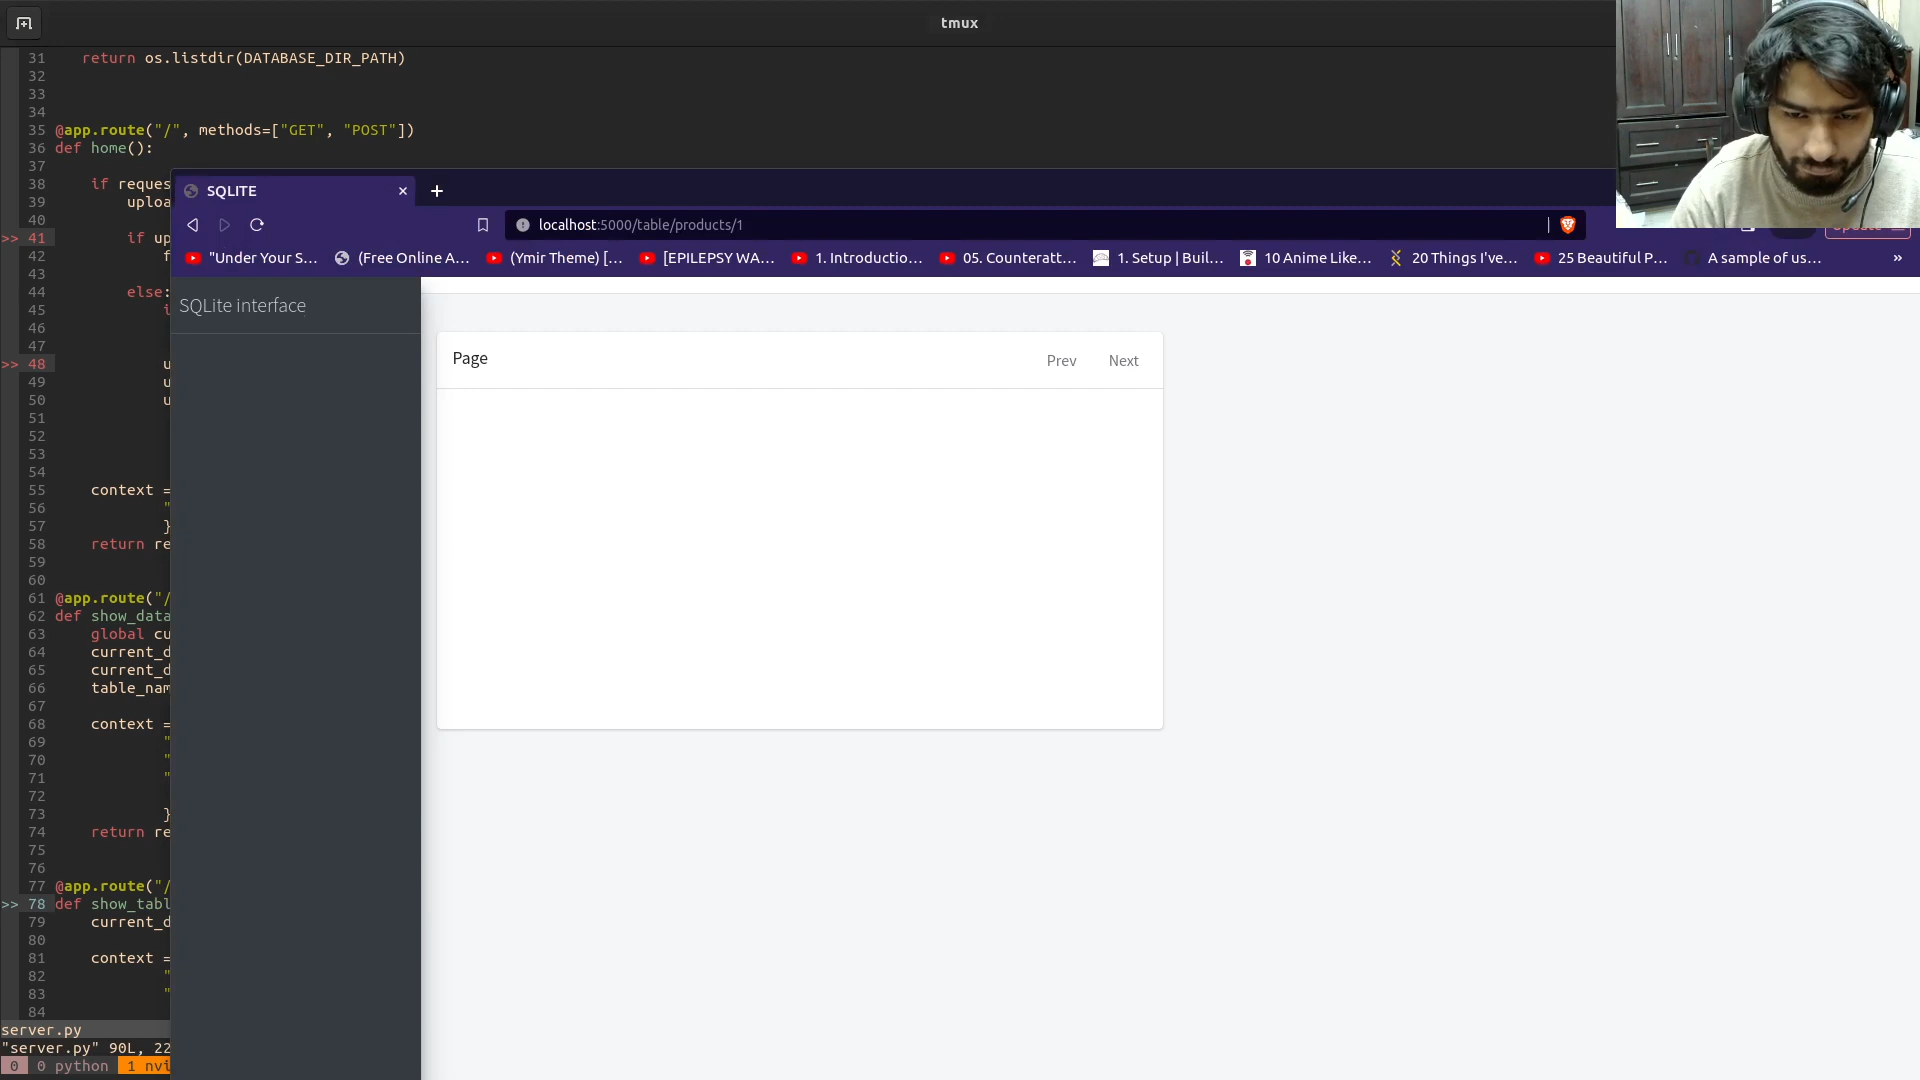 tmux
31 return os.listdir(DATABASE_DIR_PATH)
32
33
34
35 @app.route("/", methods=["GET", "POST"])
36 def home():
37
38 if reques
39 uploa
40
>> 41 if up
42 f
43
44 else:
45 i
46
47
>> 48 u
49 u
50 u
51
52
53
54
55 context =
56 "
57 }
58 return re
59
60
61 @app.route("/
62 def show_data
63 global cu
64 current_d
65 current_d
66 table_nam
67
68 context =
69 "
70 "
71 "
72
73 }
74 return re
75
76
77 @app.route("/
>> 78 def show_tabl
79 current_d
80
81 context =
82 "
83 "
84
server.py
"server.py" 90L, 22
0 0 python 1 nvi
SQLITE
localhost:5000/table/products/1
"Under Your S... (Free Online A... (Ymir Theme) [... [EPILEPSY WA... 1. Introductio... 05. Counteratt... 1. Setup | Buil... 10 Anime Like... 20 Things I've... 25 Beautiful P... A sample of us... »
SQLite interface
Page Prev Next